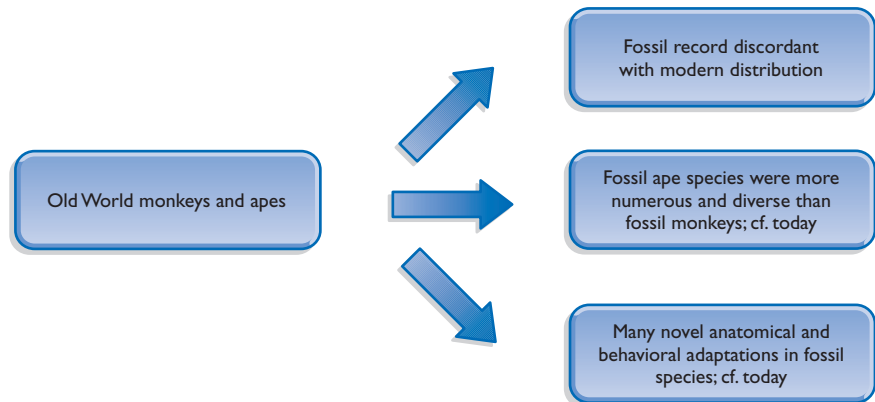 Old World monkeys and apes
Fossil record discordant
with modern distribution
Fossil ape species were more
numerous and diverse than
fossil monkeys; cf. today
Many novel anatomical and
behavioral adaptations in fossil
species; cf. today